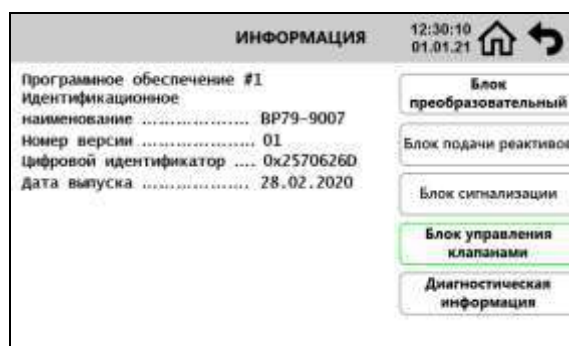 ИНФОРМАЦИЯ
12:30:10
01.01.21
Программное обеспечение #1
Идентификационное
наименование ................... BP79-9007
Номер версии ................... 01
Цифровой идентификатор .... 0x2570626D
Дата выпуска ................... 28.02.2020
Блок
преобразовательный
Блок подачи реактивов
Блок сигнализации
Блок управления
клапанами
Диагностическая
информация